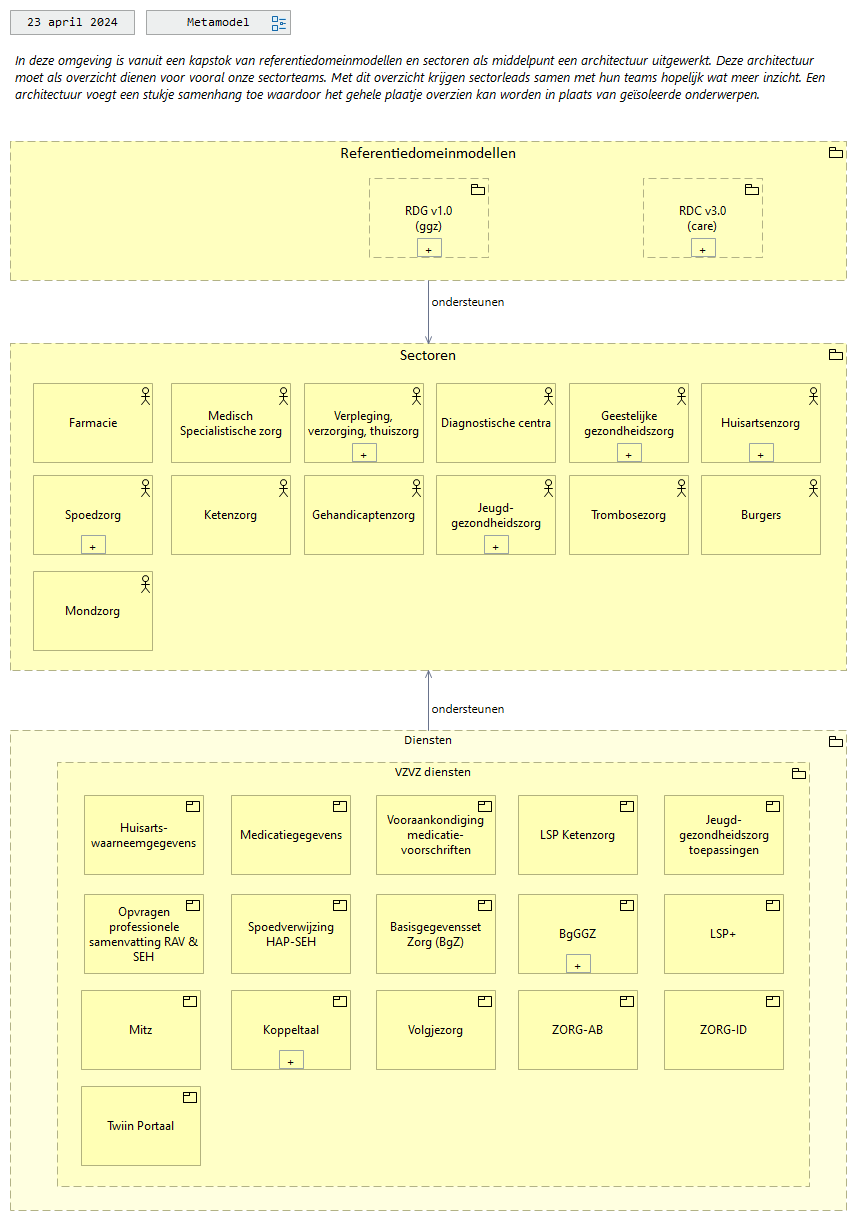 23 april 2024
Metamodel
In deze omgeving is vanuit een kapstok van referentiedomeinmodellen en sectoren als middelpunt een architectuur uitgewerkt. Deze architectuur
moet als overzicht dienen voor vooral onze sectorteams. Met dit overzicht krijgen sectorleads samen met hun teams hopelijk wat meer inzicht. Een
architectuur voegt een stukje samenhang toe waardoor het gehele plaatje overzien kan worden in plaats van geïsoleerde onderwerpen.
Referentiedomeinmodellen
RDG v1.0
(ggz)
+
RDC v3.0
(care)
+
ondersteunen
Sectoren
Farmacie
Medisch
Specialistische zorg
Verpleging,
verzorging, thuiszorg
+
Diagnostische centra
Geestelijke
gezondheidszorg
+
Huisartsenzorg
+
Spoedzorg
+
Ketenzorg
Gehandicaptenzorg
Jeugd-
gezondheidszorg
+
Trombosezorg
Burgers
Mondzorg
ondersteunen
Diensten
VZVZ diensten
Huisarts-
waarneemgegevens
Medicatiegegevens
Vooraankondiging
medicatie-
voorschriften
LSP Ketenzorg
Jeugd-
gezondheidszorg
toepassingen
Opvragen
professionele
samenvatting RAV &
SEH
Spoedverwijzing
HAP-SEH
Basisgegevensset
Zorg (BgZ)
BgGGZ
+
LSP+
Mitz
Koppeltaal
+
Volgjezorg
ZORG-AB
ZORG-ID
Twiin Portaal